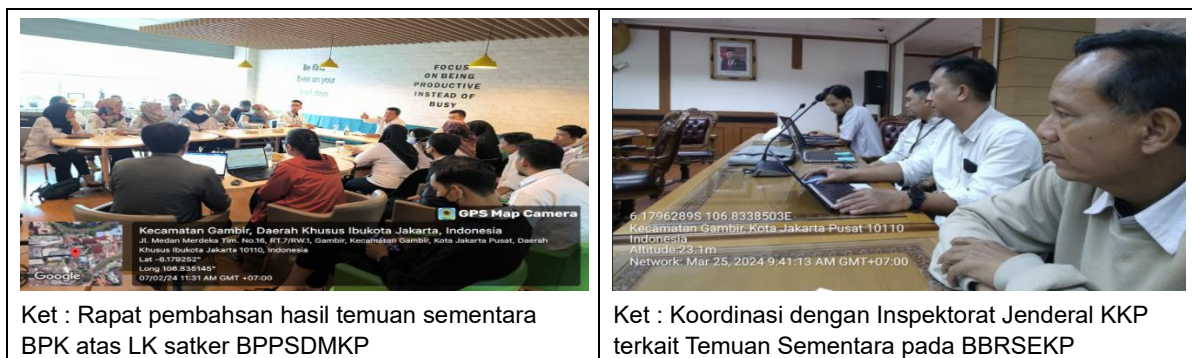 Be Kind
Even on your
bad days.
FOCUS
ON BEING
PRODUCTIVE
INSTEAD OF
BUSY
GPS Map Camera
Kecamatan Gambir, Daerah Khusus Ibukota Jakarta, Indonesia
Jl. Medan Merdeka Tim. No.16, RT.7/RW.1, Gambir, Kecamatan Gambir, Kota Jakarta Pusat, Daerah
Khusus Ibukota Jakarta 10110, Indonesia
Lat -6.179252°
Long 106.835145°
07/02/24 11:31 AM GMT +07:00
Google
Ket : Rapat pembahsan hasil temuan sementara
BPK atas LK satker BPPSDMKP
6.1796289S 106.8338503E
Kecamatan Gambir, Kota Jakarta Pusat 10110
Indonesia
Altitude:23.1m
Network: Mar 25, 2024 9:41:13 AM GMT+07:00
Ket : Koordinasi dengan Inspektorat Jenderal KKP
terkait Temuan Sementara pada BBRSEKP